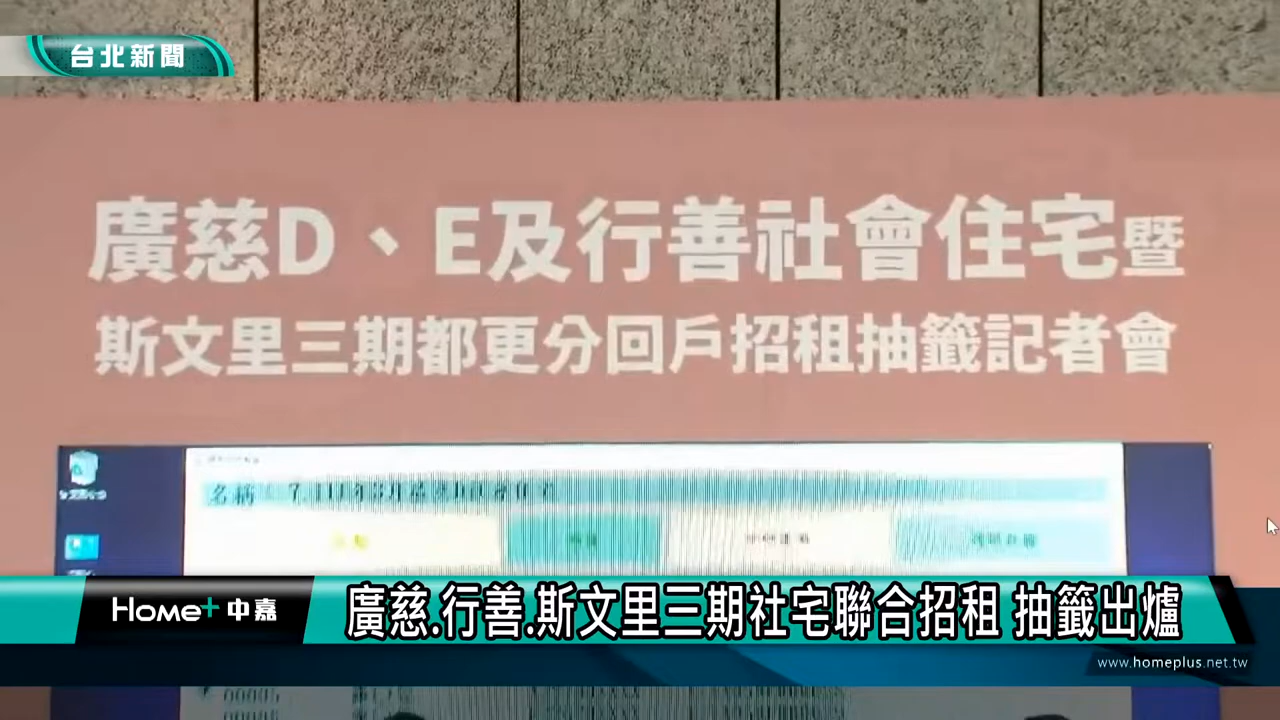 台北新聞
廣慈D、E及行善社會住宅暨
斯文里三期都更分回戶招租抽籤記者會
名稱
Home+中嘉
廣慈.行善.斯文里三期社宅聯合招租 抽籤出爐
www.homeplus.net.tw
00005